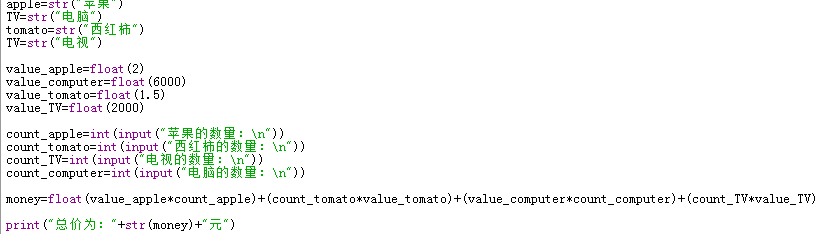 apple=str("苹果")
TV=str("电脑")
tomato=str("西红柿")
TV=str("电视")
value_apple=float(2)
value_computer=float(6000)
value_tomato=float(1.5)
value_TV=float(2000)
count_apple=int(input("苹果的数量：\n"))
count_tomato=int(input("西红柿的数量：\n"))
count_TV=int(input("电视的数量：\n"))
count_computer=int(input("电脑的数量：\n"))
money=float(value_apple*count_apple)+(count_tomato*value_tomato)+(value_computer*count_computer)+(count_TV*value_TV)
print("总价为："+str(money)+"元")